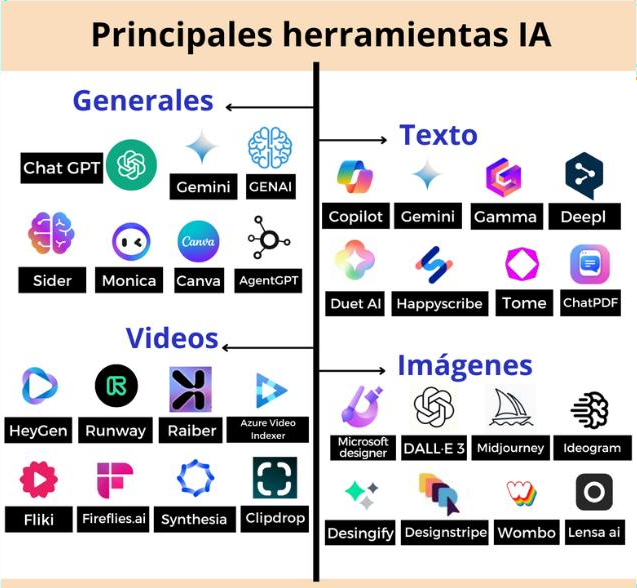 Principales herramientas IA
Generales
Chat GPT
Gemini
GENAI
Sider
Monica
Canva
Canva
AgentGPT
Texto
Copilot
Gemini
Gamma
Deepl
Duet AI
Happyscribe
Tome
ChatPDF
Videos
HeyGen
Runway
Raiber
Azure Video
Indexer
Fliki
Fireflies.ai
Synthesia
Clipdrop
Imágenes
Microsoft
designer
DALL·E 3
Midjourney
Ideogram
Desingify
Designstripe
Wombo
Lensa ai